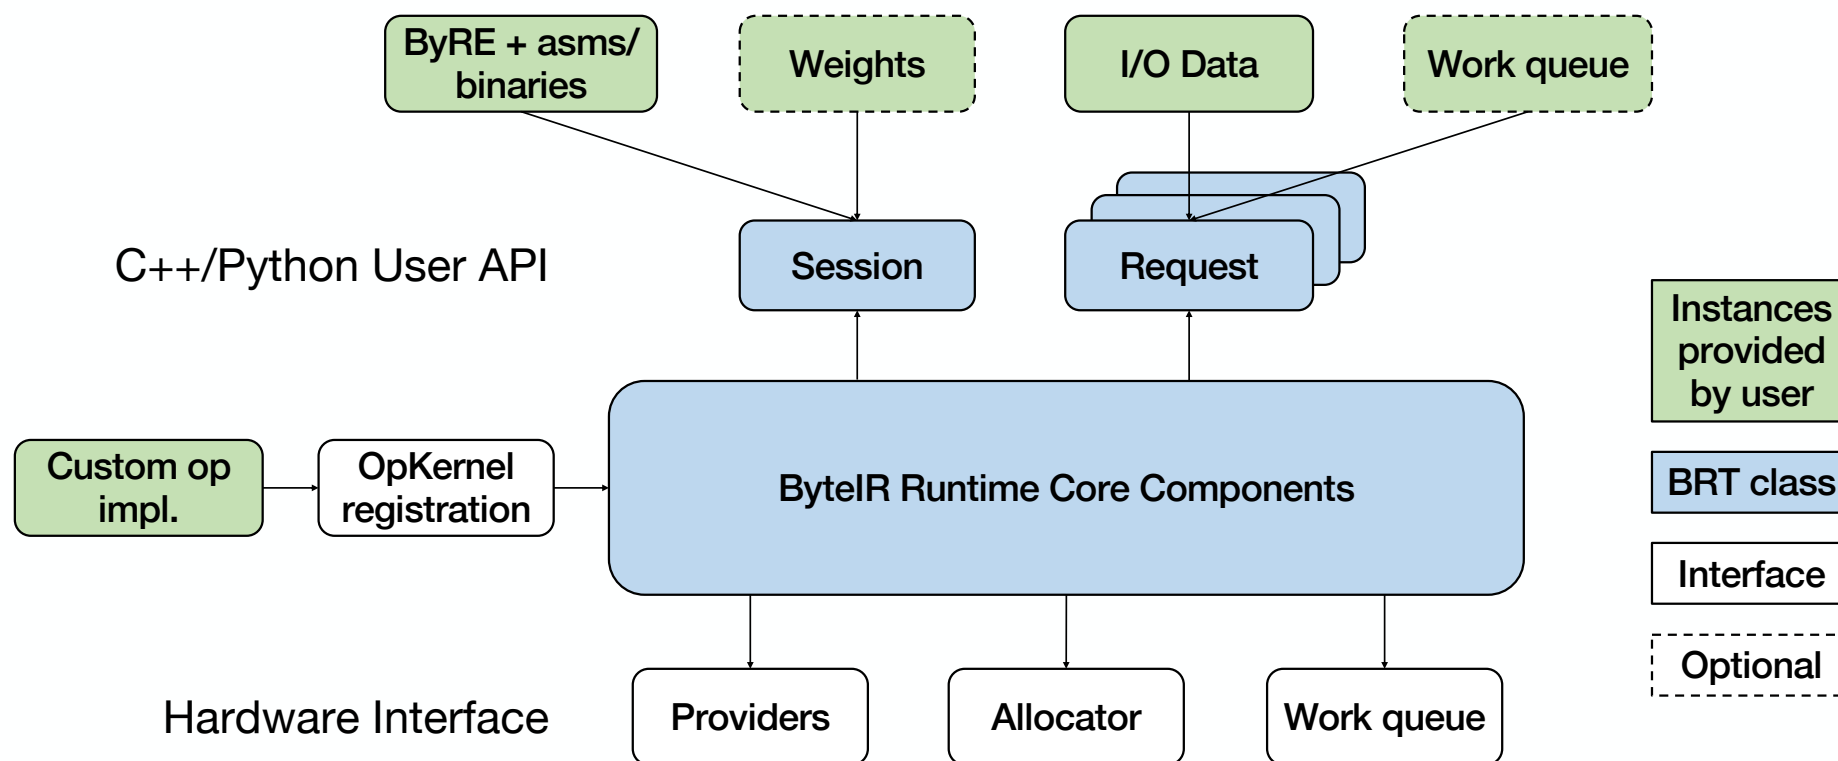 ByRE + asms/
binaries
Weights
I/O Data
Work queue
C++/Python User API
Session
Request
Instances
provided
by user
Custom op
impl.
OpKernel
registration
ByteIR Runtime Core Components
BRT class
Interface
Optional
Hardware Interface
Providers
Allocator
Work queue